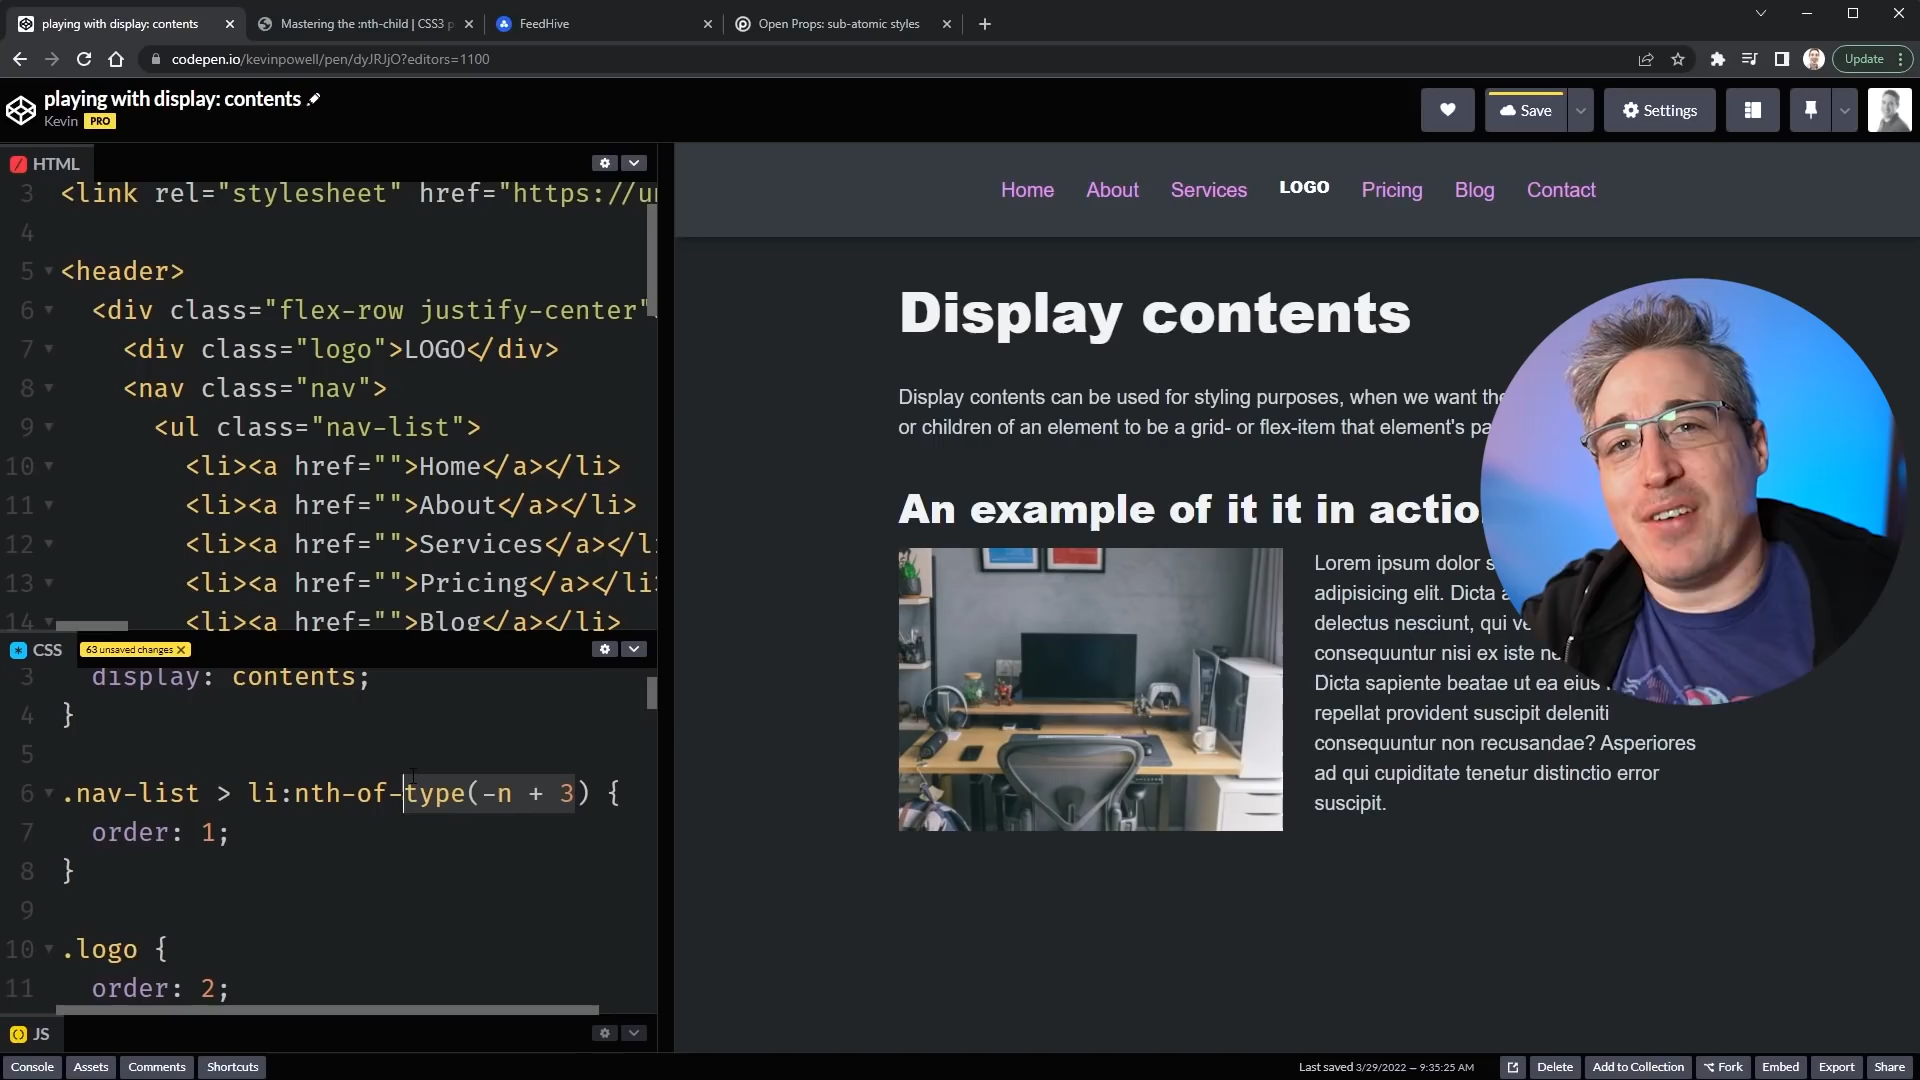 playing with display: contents
Mastering the :nth-child | CSS3 p
FeedHive
Open Props: sub-atomic styles
codepen.io/kevinpowell/pen/dyJRJjO?editors=1100
Update
playing with display: contents
Kevin PRO
Save
Settings
HTML
3 <link rel="stylesheet" href="https://u
4
5 <header>
6 <div class="flex-row justify-center"
7 <div class="logo">LOGO</div>
8 <nav class="nav">
9 <ul class="nav-list">
10 <li><a href="">Home</a></li>
11 <li><a href="">About</a></li>
12 <li><a href="">Services</a></l
13 <li><a href="">Pricing</a></li
14 <li><a href="">Blog</a></li>
CSS
63 unsaved changes X
3 display: contents;
4 }
5
6 .nav-list > li:nth-of-type(-n + 3) {
7 order: 1;
8 }
9
10 .logo {
11 order: 2;
JS
Home About Services LOGO Pricing Blog Contact
Display contents
Display contents can be used for styling purposes, when we want the
or children of an element to be a grid- or flex-item that element's pa
An example of it it in actio
Lorem ipsum dolor s
adipisicing elit. Dicta a
delectus nesciunt, qui ve
consequuntur nisi ex iste ne
Dicta sapiente beatae ut ea eius
repellat provident suscipit deleniti
consequuntur non recusandae? Asperiores
ad qui cupiditate tenetur distinctio error
suscipit.
Console
Assets
Comments
Shortcuts
Last saved 3/29/2022 — 9:35:25 AM
Delete
Add to Collection
Fork
Embed
Export
Share